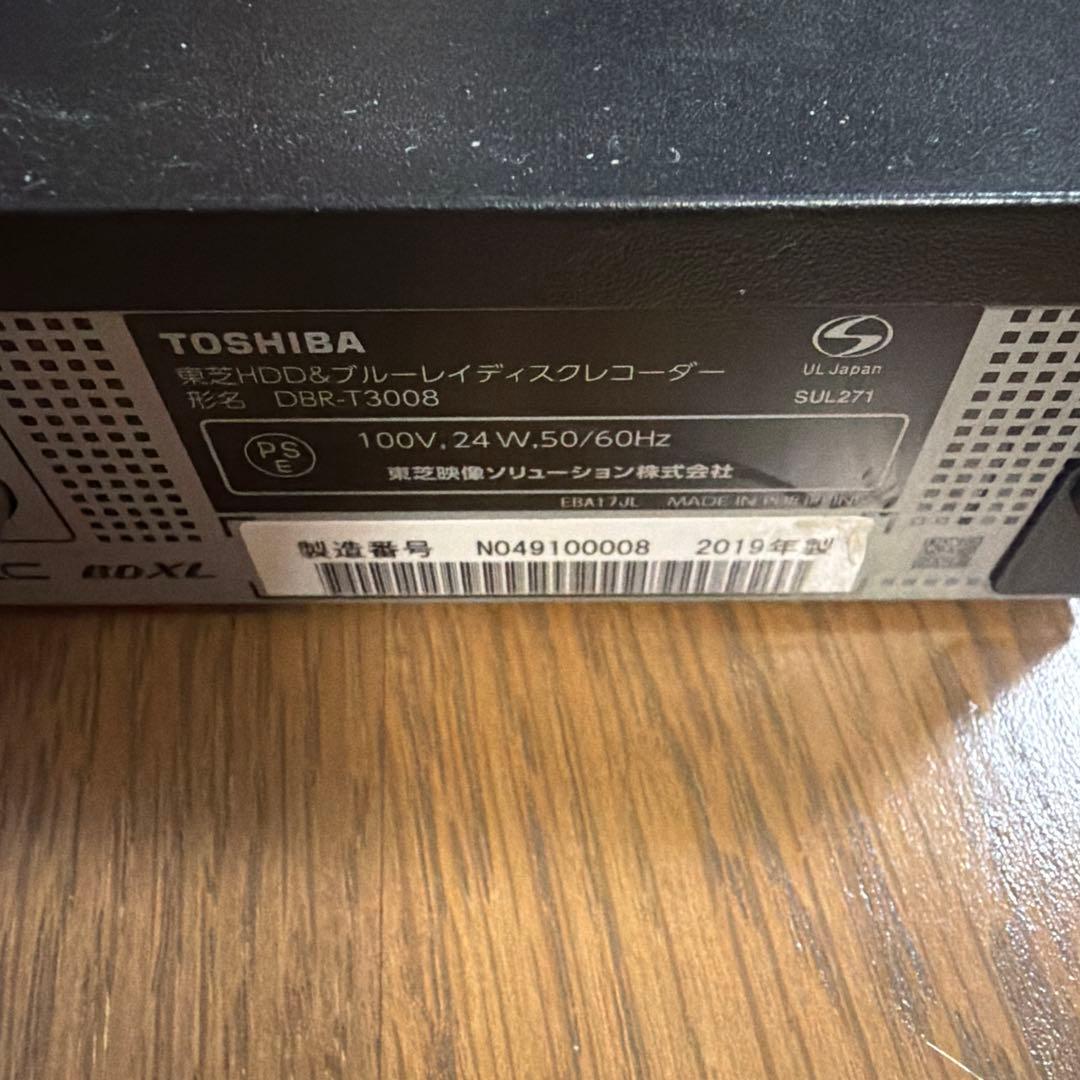 TOSHIBA
東芝HDD&ブルーレイディスクレコーダー
形名 DBR-T3008
UL Japan
SUL271
PSE
100V, 24W, 50/60Hz
東芝映像ソリューション株式会社
EBA17JL MADE IN
製造番号 N049100008 2019年製
BDXL